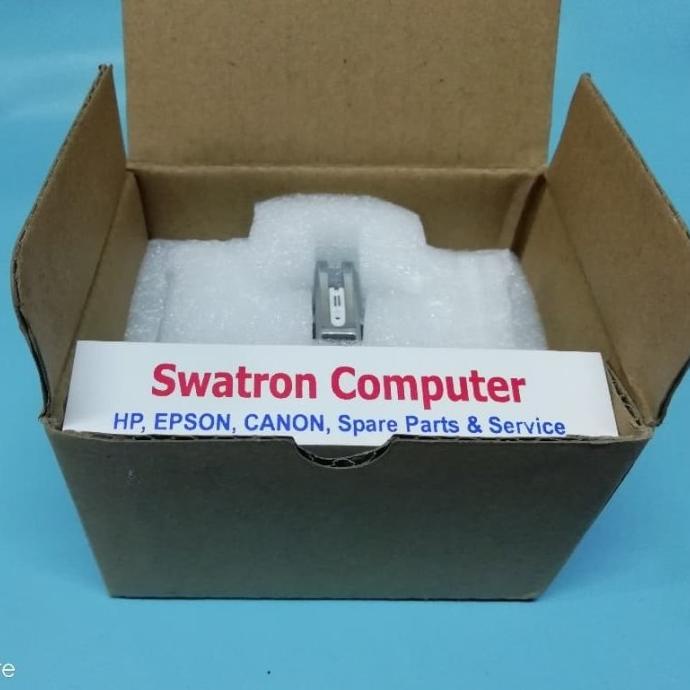 Swatron Computer
HP, EPSON, CANON, Spare Parts & Service